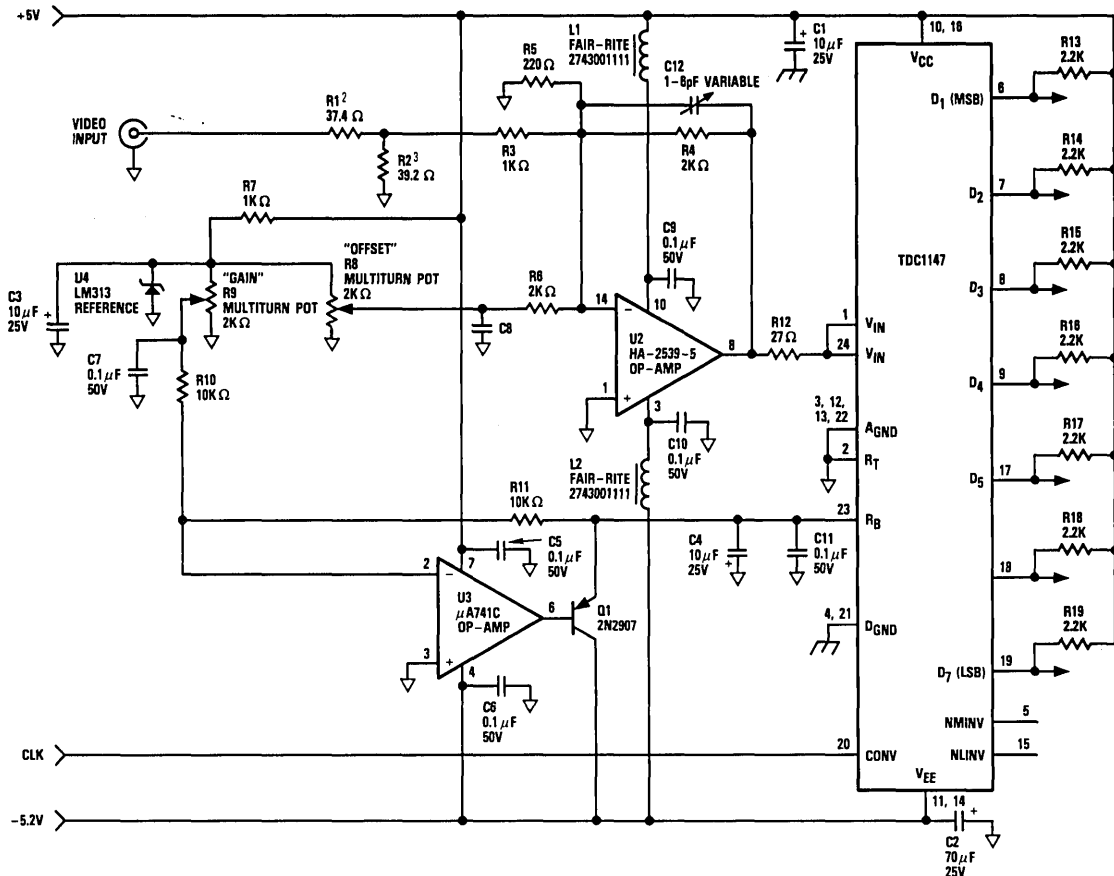 +5V
VIDEO
INPUT
R1²
37.4 Ω
R2³
39.2 Ω
R3
1KΩ
R5
220 Ω
L1
FAIR-RITE
2743001111
C12
1-8pF VARIABLE
R4
2KΩ
C1
10μF
25V
+
10, 16
VCC
R13
2.2K
6
D1 (MSB)
R14
2.2K
7
D2
R15
2.2K
8
D3
R16
2.2K
9
D4
R17
2.2K
17
D5
R18
2.2K
18
R19
2.2K
19
D7 (LSB)
TDC1147
R7
1KΩ
C3
10μF
25V
+
U4
LM313
REFERENCE
"GAIN"
R9
MULTITURN POT
2KΩ
"OFFSET"
R8
MULTITURN POT
2KΩ
C7
0.1μF
50V
R10
10KΩ
C8
R6
2KΩ
C9
0.1μF
50V
14
−
10
U2
HA-2539-5
OP-AMP
8
1
+
3
R12
27Ω
1
VIN
24
VIN
3, 12,
13, 22
AGND
2
RT
C10
0.1μF
50V
L2
FAIR-RITE
2743001111
R11
10KΩ
23
RB
C4
10μF
25V
+
C11
0.1μF
50V
C5
0.1μF
50V
2
−
7
U3
μA741C
OP-AMP
6
3
+
4
Q1
2N2907
C6
0.1μF
50V
4, 21
DGND
NMINV
5
NLINV
15
CLK
20
CONV
VEE
11, 14
−5.2V
+
C2
70μF
25V